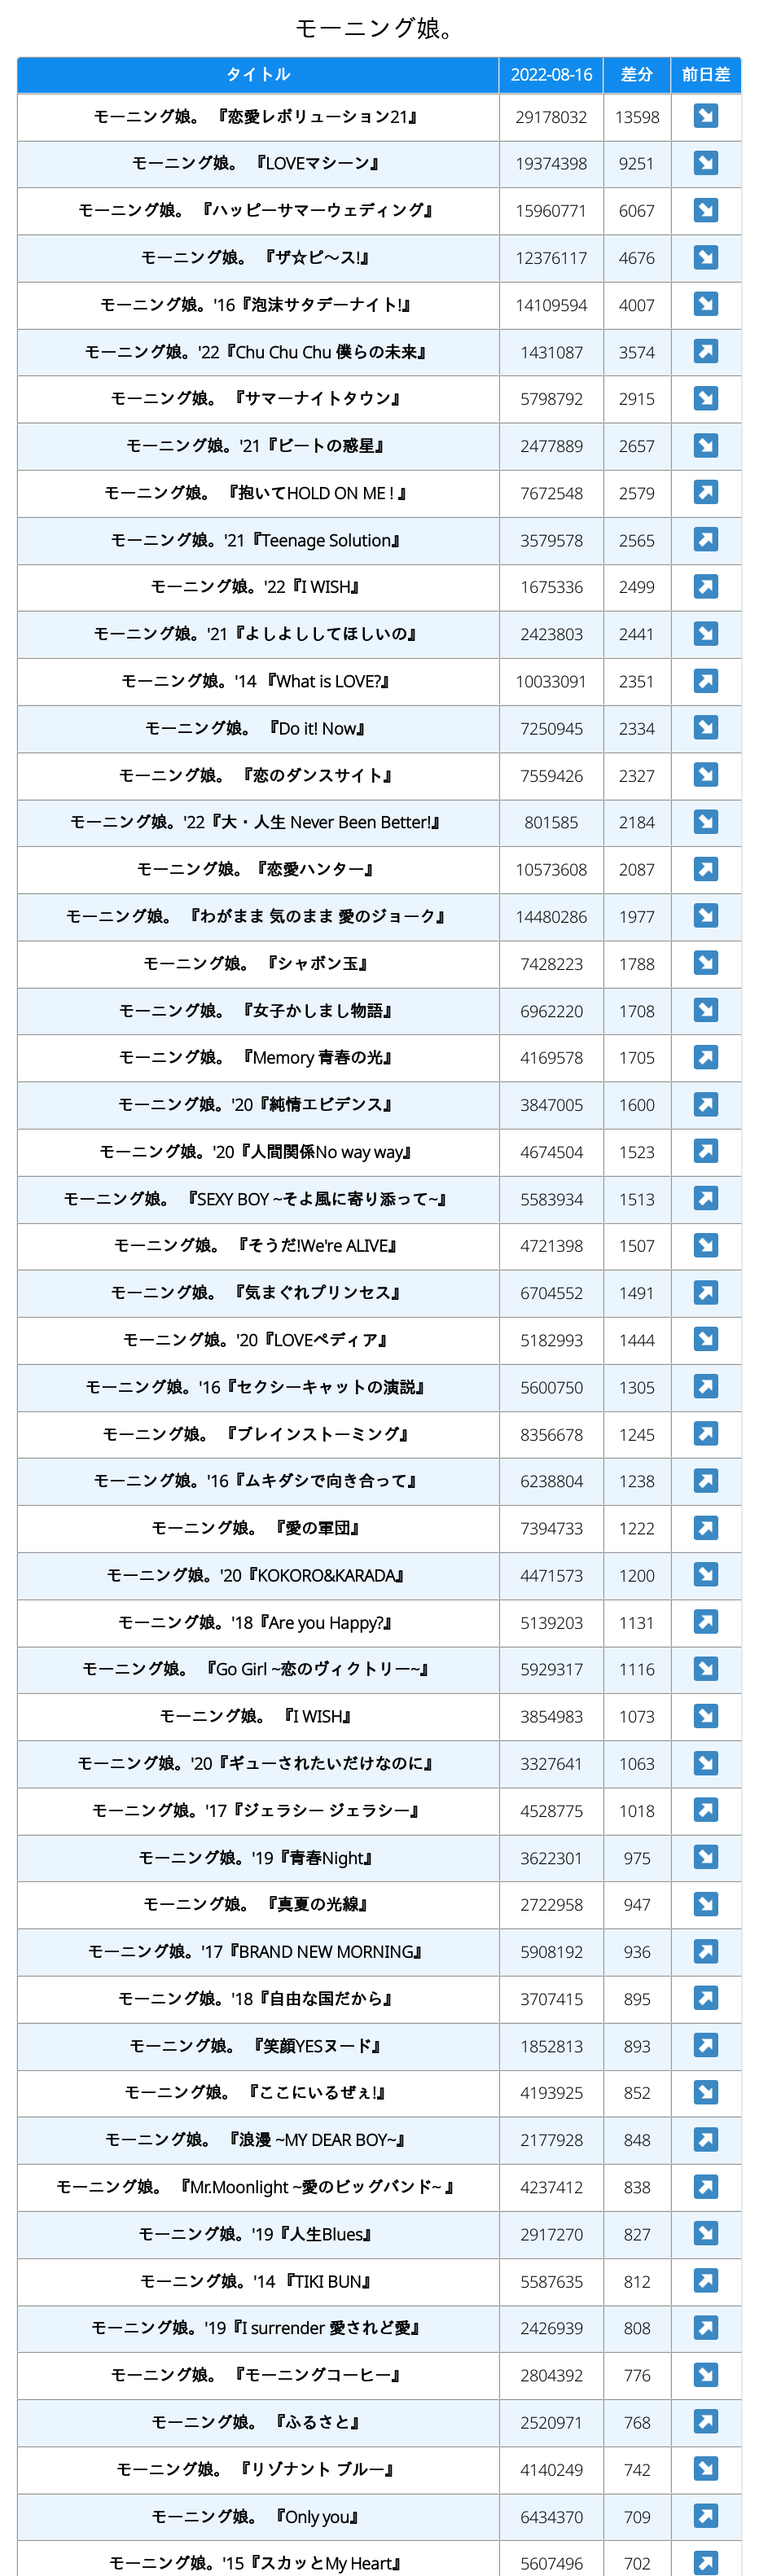 モーニング娘。
タイトル 2022-08-16 差分 前日差
モーニング娘。 『恋愛レボリューション21』 29178032 13598 ↘
モーニング娘。 『LOVEマシーン』 19374398 9251 ↘
モーニング娘。 『ハッピーサマーウェディング』 15960771 6067 ↘
モーニング娘。 『ザ☆ピ〜ス!』 12376117 4676 ↘
モーニング娘。'16『泡沫サタデーナイト!』 14109594 4007 ↘
モーニング娘。'22『Chu Chu Chu 僕らの未来』 1431087 3574 ↗
モーニング娘。 『サマーナイトタウン』 5798792 2915 ↘
モーニング娘。'21『ビートの惑星』 2477889 2657 ↘
モーニング娘。 『抱いてHOLD ON ME ! 』 7672548 2579 ↗
モーニング娘。'21『Teenage Solution』 3579578 2565 ↗
モーニング娘。'22『I WISH』 1675336 2499 ↗
モーニング娘。'21『よしよししてほしいの』 2423803 2441 ↘
モーニング娘。'14 『What is LOVE?』 10033091 2351 ↗
モーニング娘。 『Do it! Now』 7250945 2334 ↘
モーニング娘。 『恋のダンスサイト』 7559426 2327 ↘
モーニング娘。'22『大・人生 Never Been Better!』 801585 2184 ↘
モーニング娘。『恋愛ハンター』 10573608 2087 ↗
モーニング娘。 『わがまま 気のまま 愛のジョーク』 14480286 1977 ↘
モーニング娘。 『シャボン玉』 7428223 1788 ↘
モーニング娘。 『女子かしまし物語』 6962220 1708 ↘
モーニング娘。 『Memory 青春の光』 4169578 1705 ↗
モーニング娘。'20『純情エビデンス』 3847005 1600 ↗
モーニング娘。'20『人間関係No way way』 4674504 1523 ↗
モーニング娘。 『SEXY BOY ~そよ風に寄り添って~』 5583934 1513 ↗
モーニング娘。 『そうだ!We're ALIVE』 4721398 1507 ↘
モーニング娘。 『気まぐれプリンセス』 6704552 1491 ↗
モーニング娘。'20『LOVEペディア』 5182993 1444 ↘
モーニング娘。'16『セクシーキャットの演説』 5600750 1305 ↗
モーニング娘。 『ブレインストーミング』 8356678 1245 ↗
モーニング娘。'16『ムキダシで向き合って』 6238804 1238 ↗
モーニング娘。 『愛の軍団』 7394733 1222 ↗
モーニング娘。'20『KOKORO&KARADA』 4471573 1200 ↘
モーニング娘。'18『Are you Happy?』 5139203 1131 ↗
モーニング娘。 『Go Girl ~恋のヴィクトリー~』 5929317 1116 ↘
モーニング娘。 『I WISH』 3854983 1073 ↘
モーニング娘。'20『ギューされたいだけなのに』 3327641 1063 ↘
モーニング娘。'17『ジェラシー ジェラシー』 4528775 1018 ↗
モーニング娘。'19『青春Night』 3622301 975 ↘
モーニング娘。 『真夏の光線』 2722958 947 ↘
モーニング娘。'17『BRAND NEW MORNING』 5908192 936 ↗
モーニング娘。'18『自由な国だから』 3707415 895 ↗
モーニング娘。 『笑顔YESヌード』 1852813 893 ↗
モーニング娘。 『ここにいるぜぇ!』 4193925 852 ↘
モーニング娘。 『浪漫 ~MY DEAR BOY~』 2177928 848 ↗
モーニング娘。 『Mr.Moonlight ~愛のビッグバンド~ 』 4237412 838 ↗
モーニング娘。'19『人生Blues』 2917270 827 ↘
モーニング娘。'14 『TIKI BUN』 5587635 812 ↗
モーニング娘。'19『I surrender 愛されど愛』 2426939 808 ↗
モーニング娘。 『モーニングコーヒー』 2804392 776 ↘
モーニング娘。 『ふるさと』 2520971 768 ↗
モーニング娘。 『リゾナント ブルー』 4140249 742 ↘
モーニング娘。 『Only you』 6434370 709 ↗
モーニング娘。'15『スカッとMy Heart』 5607496 702 ↗